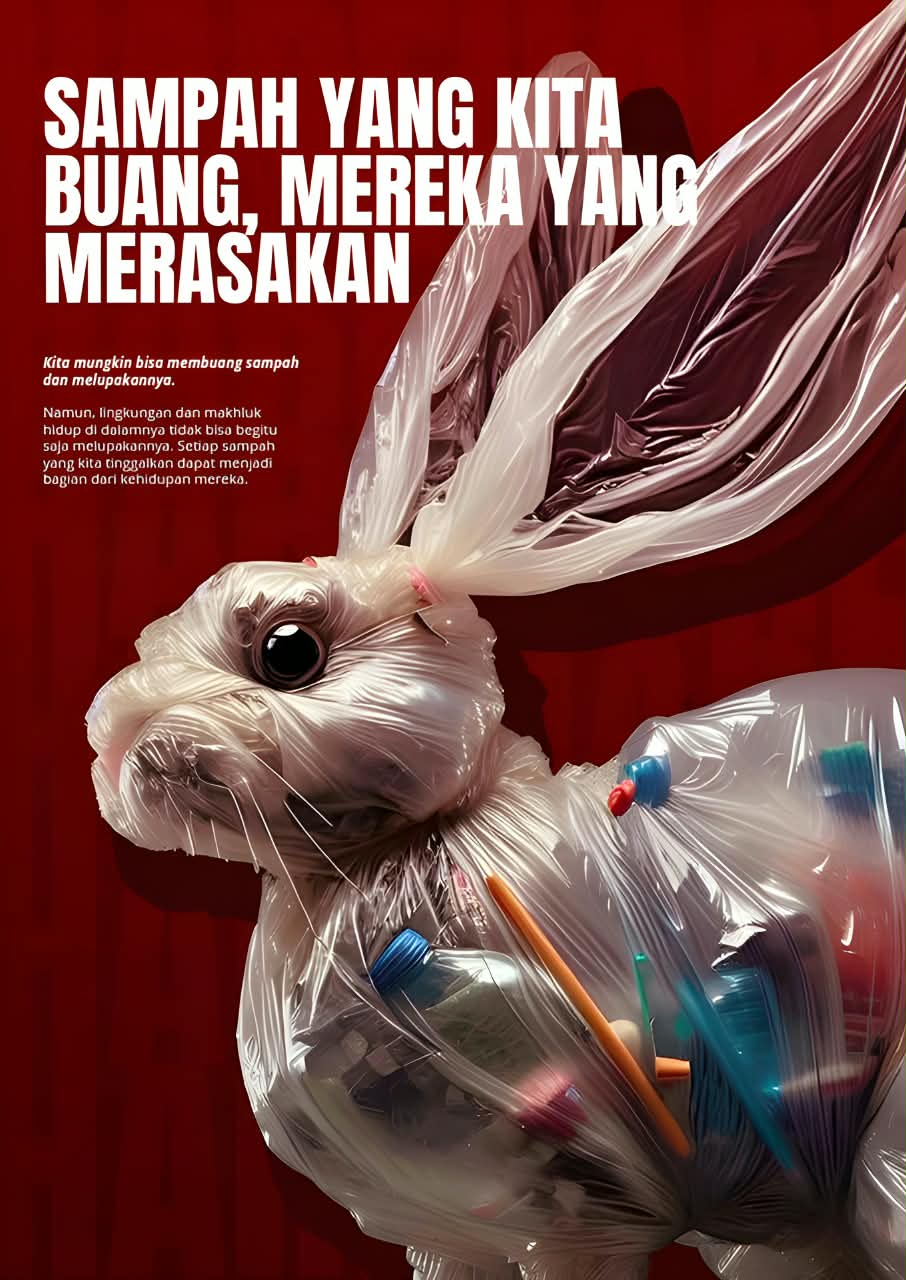 SAMPAH YANG KITA
BUANG, MEREKA YANG
MERASAKAN
Kita mungkin bisa membuang sampah
dan melupakannya.
Namun, lingkungan dan makhluk
hidup di dalamnya tidak bisa begitu
saja melupakannya. Setiap sampah
yang kita tinggalkan dapat menjadi
bagian dari kehidupan mereka.